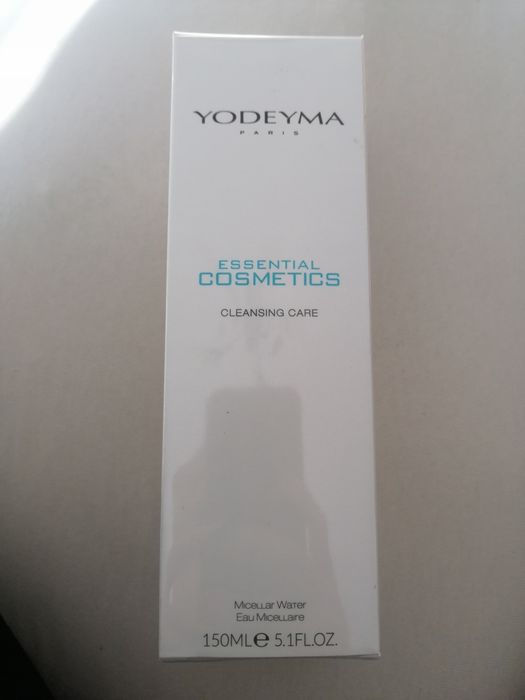 YODEYMA
PARIS
ESSENTIAL
COSMETICS
CLEANSING CARE
Micellar Water
Eau Micellaire
150ML℮ 5.1FL.OZ.